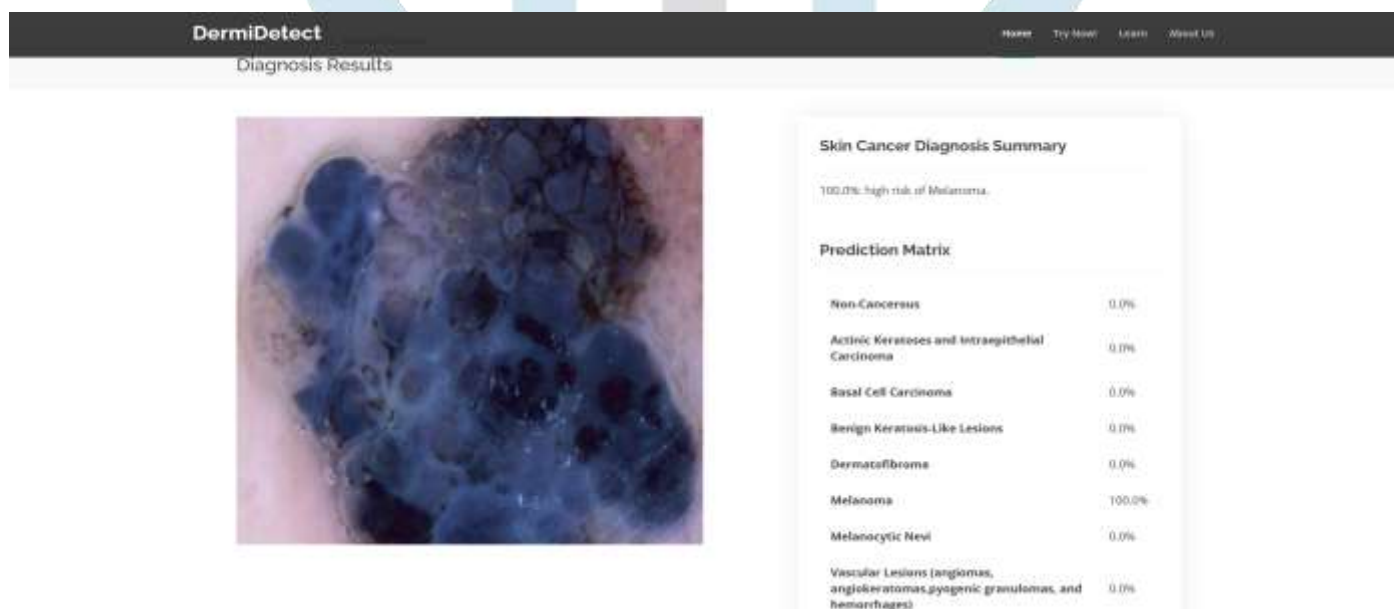 DermiDetect
Home Try Now! Learn About Us
Diagnosis Results
Skin Cancer Diagnosis Summary
100.0%: high risk of Melanoma.
Prediction Matrix
Non-Cancerous 0.0%
Actinic Keratoses and Intraepithelial
Carcinoma 0.0%
Basal Cell Carcinoma 0.0%
Benign Keratosis-Like Lesions 0.0%
Dermatofibroma 0.0%
Melanoma 100.0%
Melanocytic Nevi 0.0%
Vascular Lesions (angiomas,
angiokeratomas,pyogenic granulomas, and 0.0%
hemorrhages)